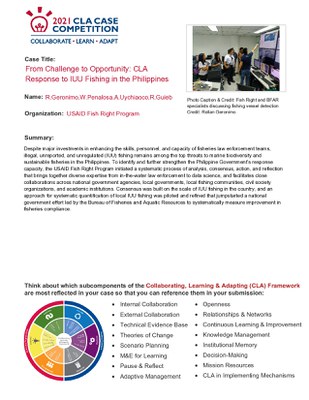 2021 CLA CASE
COMPETITION
COLLABORATE • LEARN • ADAPT
Case Title:
From Challenge to Opportunity: CLA
Response to IUU Fishing in the Philippines
Name: R.Geronimo,W.Penalosa,A.Uychiaoco,R.Guieb
Organization: USAID Fish Right Program
Photo Caption & Credit: Fish Right and BFAR
specialists discussing fishing vessel detection
Credit: Rollan Geronimo
Summary:
Despite major investments in enhancing the skills, personnel, and capacity of fisheries law enforcement teams,
illegal, unreported, and unregulated (IUU) fishing remains among the top threats to marine biodiversity and
sustainable fisheries in the Philippine. To identify and further strengthen the Philippine Government's response
capacity, the USAID Fish Right Program initiated a systematic process of analysis, consensus, action, and reflection
that brings together diverse expertise from in-the-water law enforcement to data science, and facilitates close
collaborations across national government agencies, local governments, local fishing communities, civil society
organizations, and academic institutions. Consensus was built on the scale of IUU fishing in the country, and an
approach for systematic quantification of local IUU fishing was piloted and refined that jumpstarted a national
government effort led by the Bureau of Fisheries and Aquatic Resources to systematically measure improvement in
fisheries compliance.
Think about which subcomponents of the Collaborating, Learning & Adapting (CLA) Framework
are most reflected in your case so that you can reference them in your submission:
• Internal Collaboration
• External Collaboration
• Technical Evidence Base
• Theories of Change
• Scenario Planning
• M&E for Learning
• Pause & Reflect
• Adaptive Management
• Openness
• Relationships & Networks
• Continuous Learning & Improvement
• Knowledge Management
• Institutional Memory
• Decision-Making
• Mission Resources
• CLA in Implementing Mechanisms